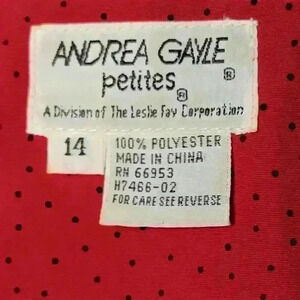 ANDREA GAYLE ®
petites ®
A Division of The Leslie Fay Corporation
14
100% POLYESTER
MADE IN CHINA
RN 66953
H7466-02
FOR CARE SEE REVERSE